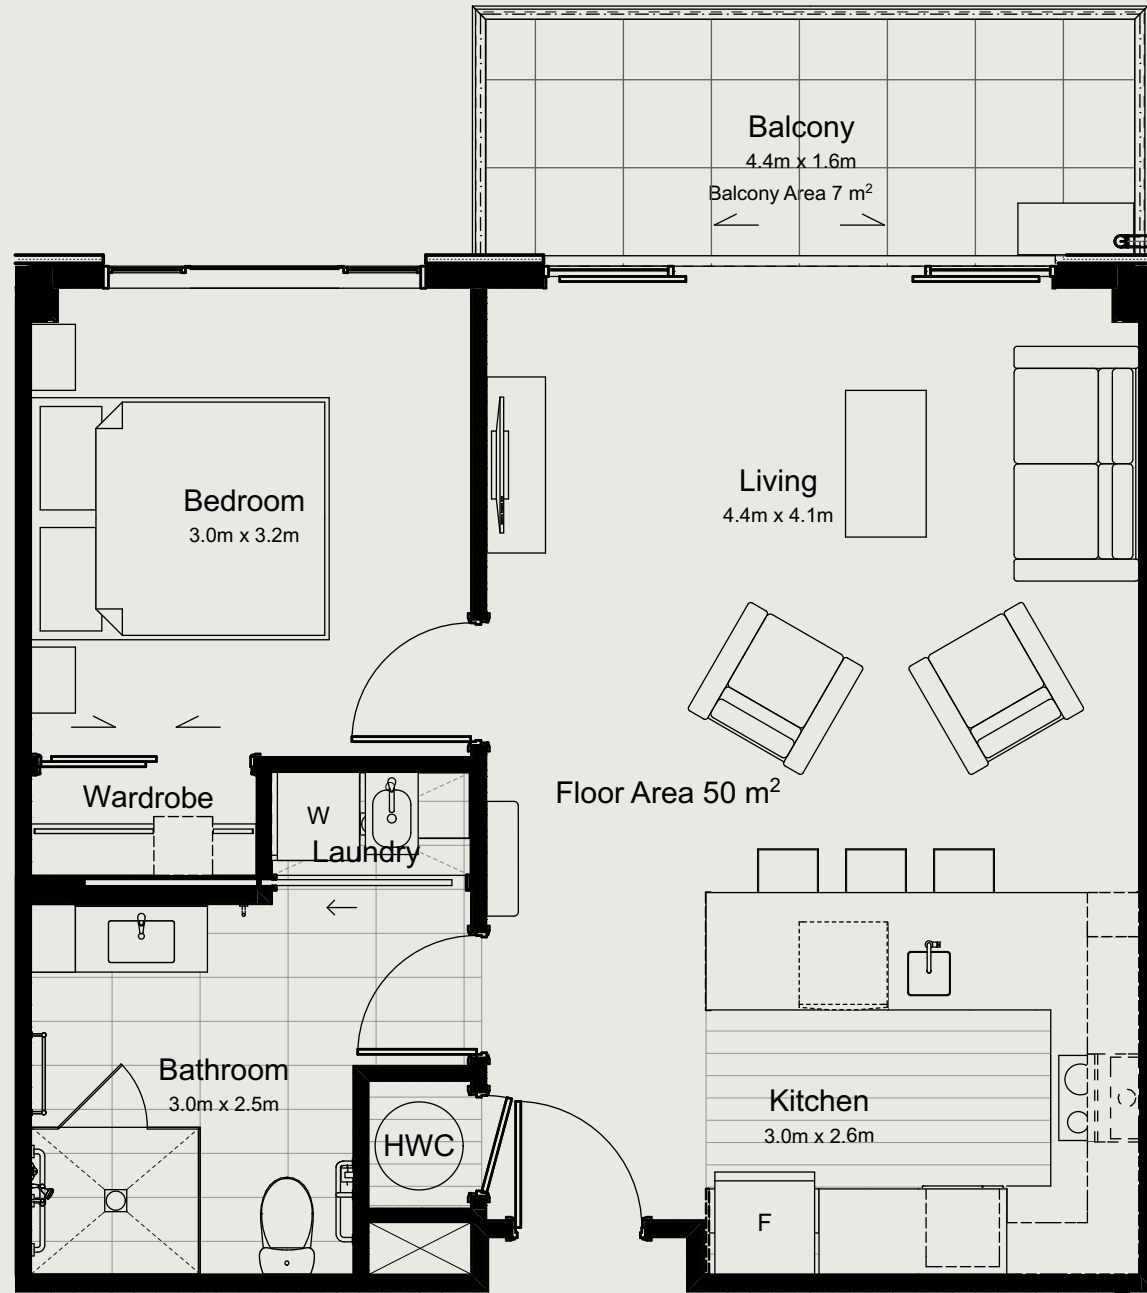 Balcony
4.4m x 1.6m
Balcony Area 7 m²
Bedroom
3.0m x 3.2m
Living
4.4m x 4.1m
Floor Area 50 m²
Wardrobe
W
Laundry
Bathroom
3.0m x 2.5m
HWC
Kitchen
3.0m x 2.6m
F